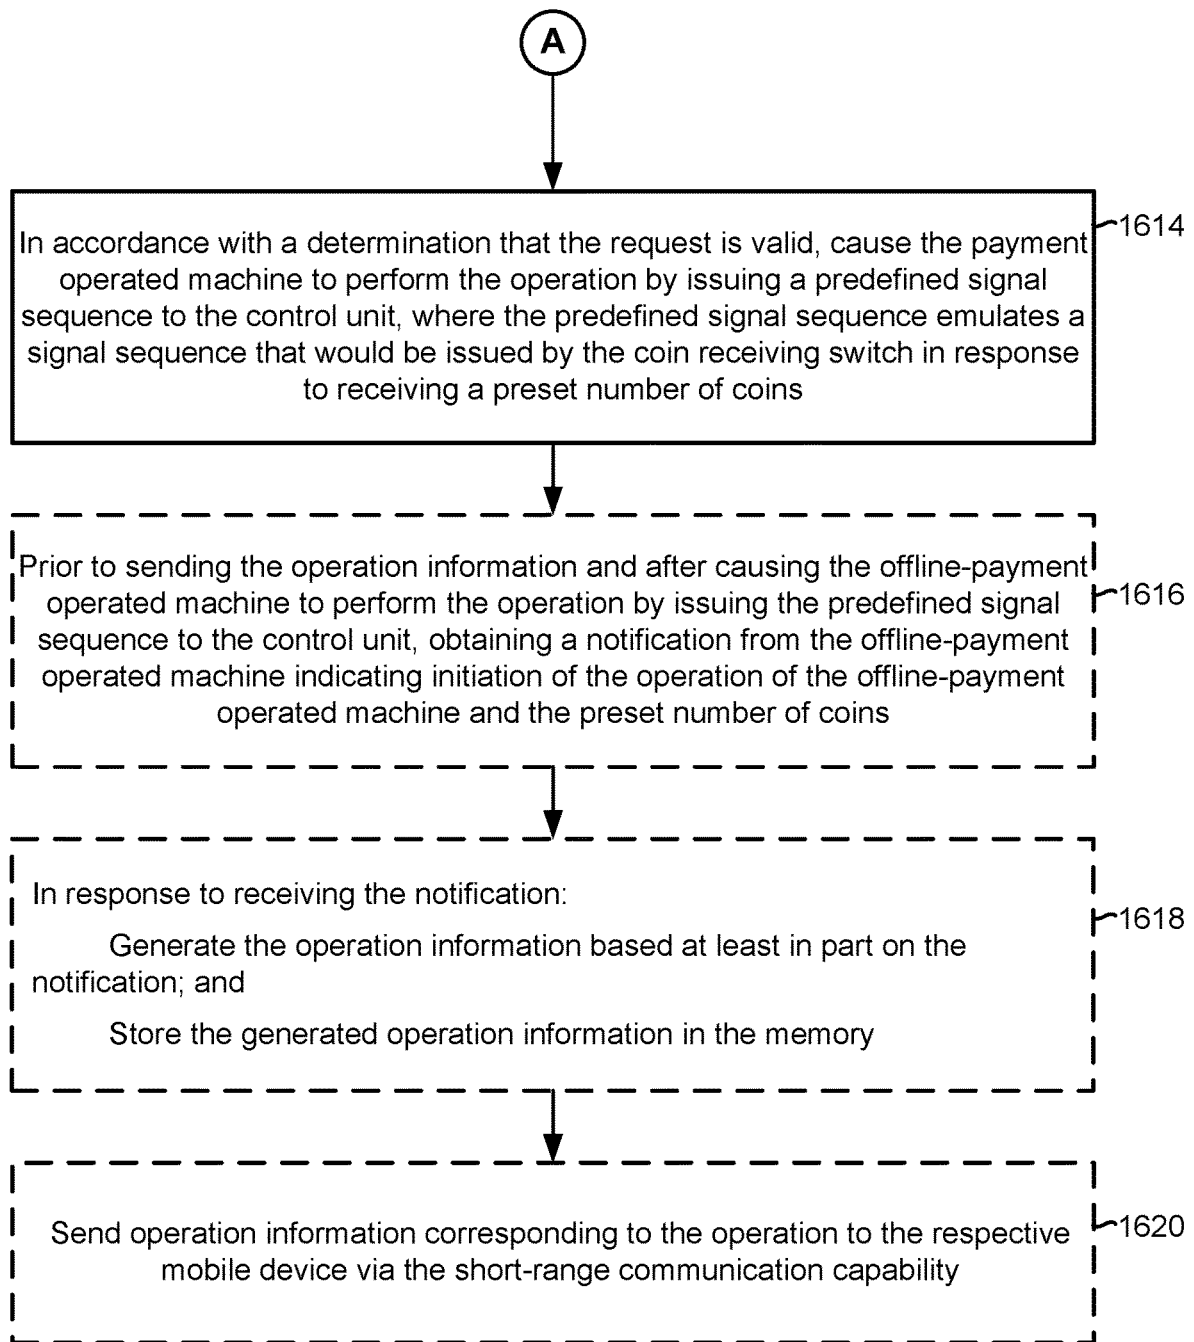 A
In accordance with a determination that the request is valid, cause the payment
operated machine to perform the operation by issuing a predefined signal
sequence to the control unit, where the predefined signal sequence emulates a
signal sequence that would be issued by the coin receiving switch in response
to receiving a preset number of coins
1614
Prior to sending the operation information and after causing the offline-payment
operated machine to perform the operation by issuing the predefined signal
sequence to the control unit, obtaining a notification from the offline-payment
operated machine indicating initiation of the operation of the offline-payment
operated machine and the preset number of coins
1616
In response to receiving the notification:
Generate the operation information based at least in part on the
notification; and
Store the generated operation information in the memory
1618
Send operation information corresponding to the operation to the respective
mobile device via the short-range communication capability
1620